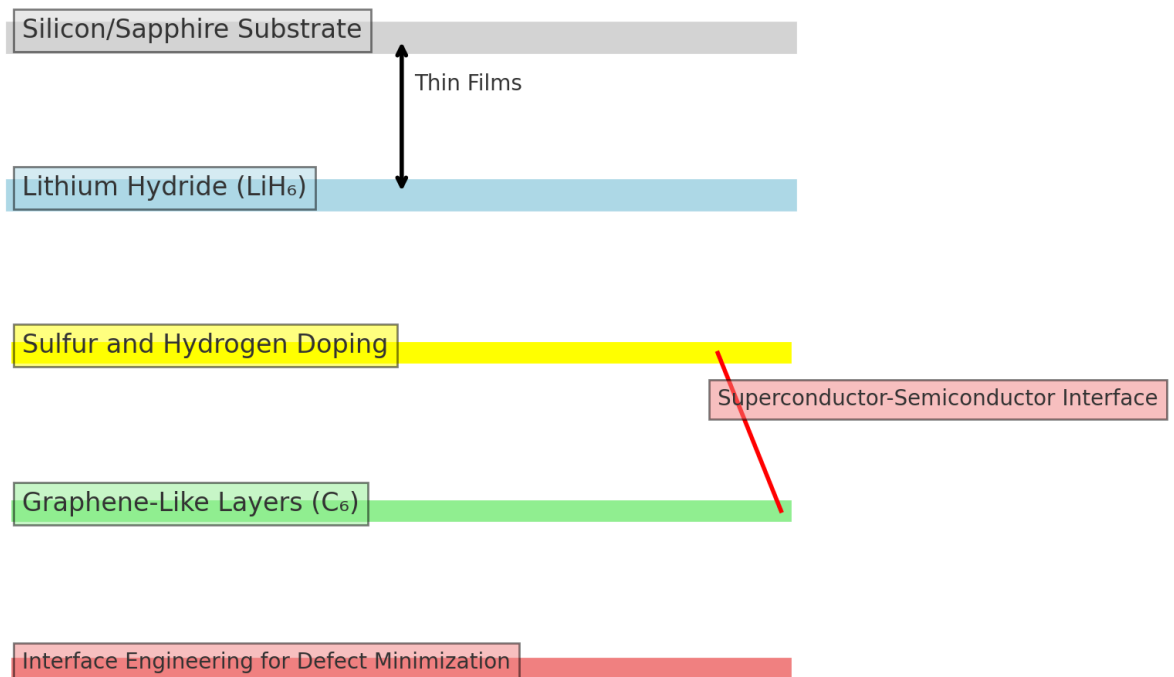 Silicon/Sapphire Substrate
Thin Films
Lithium Hydride (LiH₆)
Sulfur and Hydrogen Doping
Superconductor-Semiconductor Interface
Graphene-Like Layers (C₆)
Interface Engineering for Defect Minimization